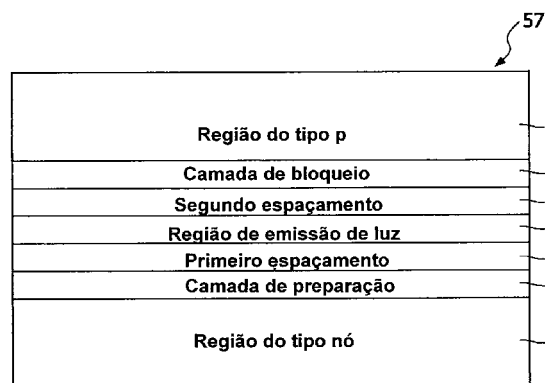 57
Região do tipo p
Camada de bloqueio
Segundo espaçamento
Região de emissão de luz
Primeiro espaçamento
Camada de preparação
Região do tipo nó